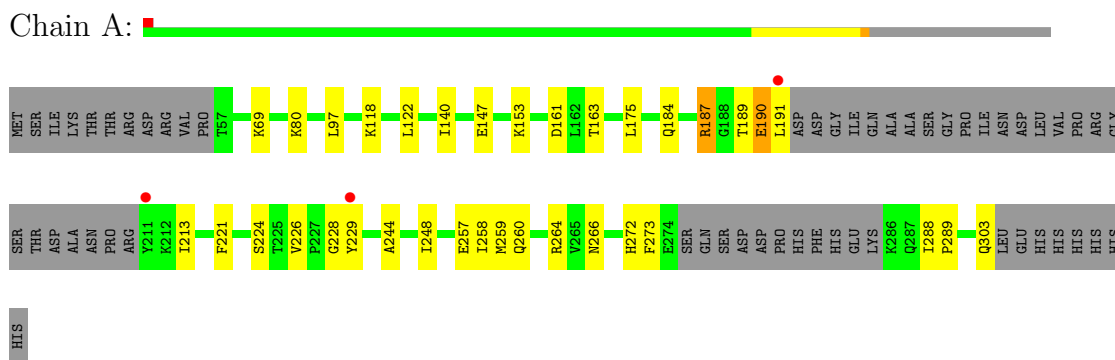 Chain A:
MET SER ILE LYS THR THR ARG ASP ARG VAL PRO T57 K69 K80 L97 K118 L122 I140 E147 K153 D161 L162 T163 L175 Q184 R187 G188 T189 E190 L191 ASP ASP GLY ILE GLN ALA ALA SER GLY PRO ILE ASN ASP LEU VAL PRO ARG GLY
SER THR ASP ALA ASN PRO ARG Y211 K212 I213 F221 S224 T225 V226 P227 G228 Y229 A244 I248 E257 I258 M259 Q260 R264 V265 N266 H272 F273 E274 SER GLN SER ASP ASP PRO HIS PHE HIS GLU LYS K286 Q287 I288 P289 Q303 LEU GLU HIS HIS HIS HIS HIS
HIS